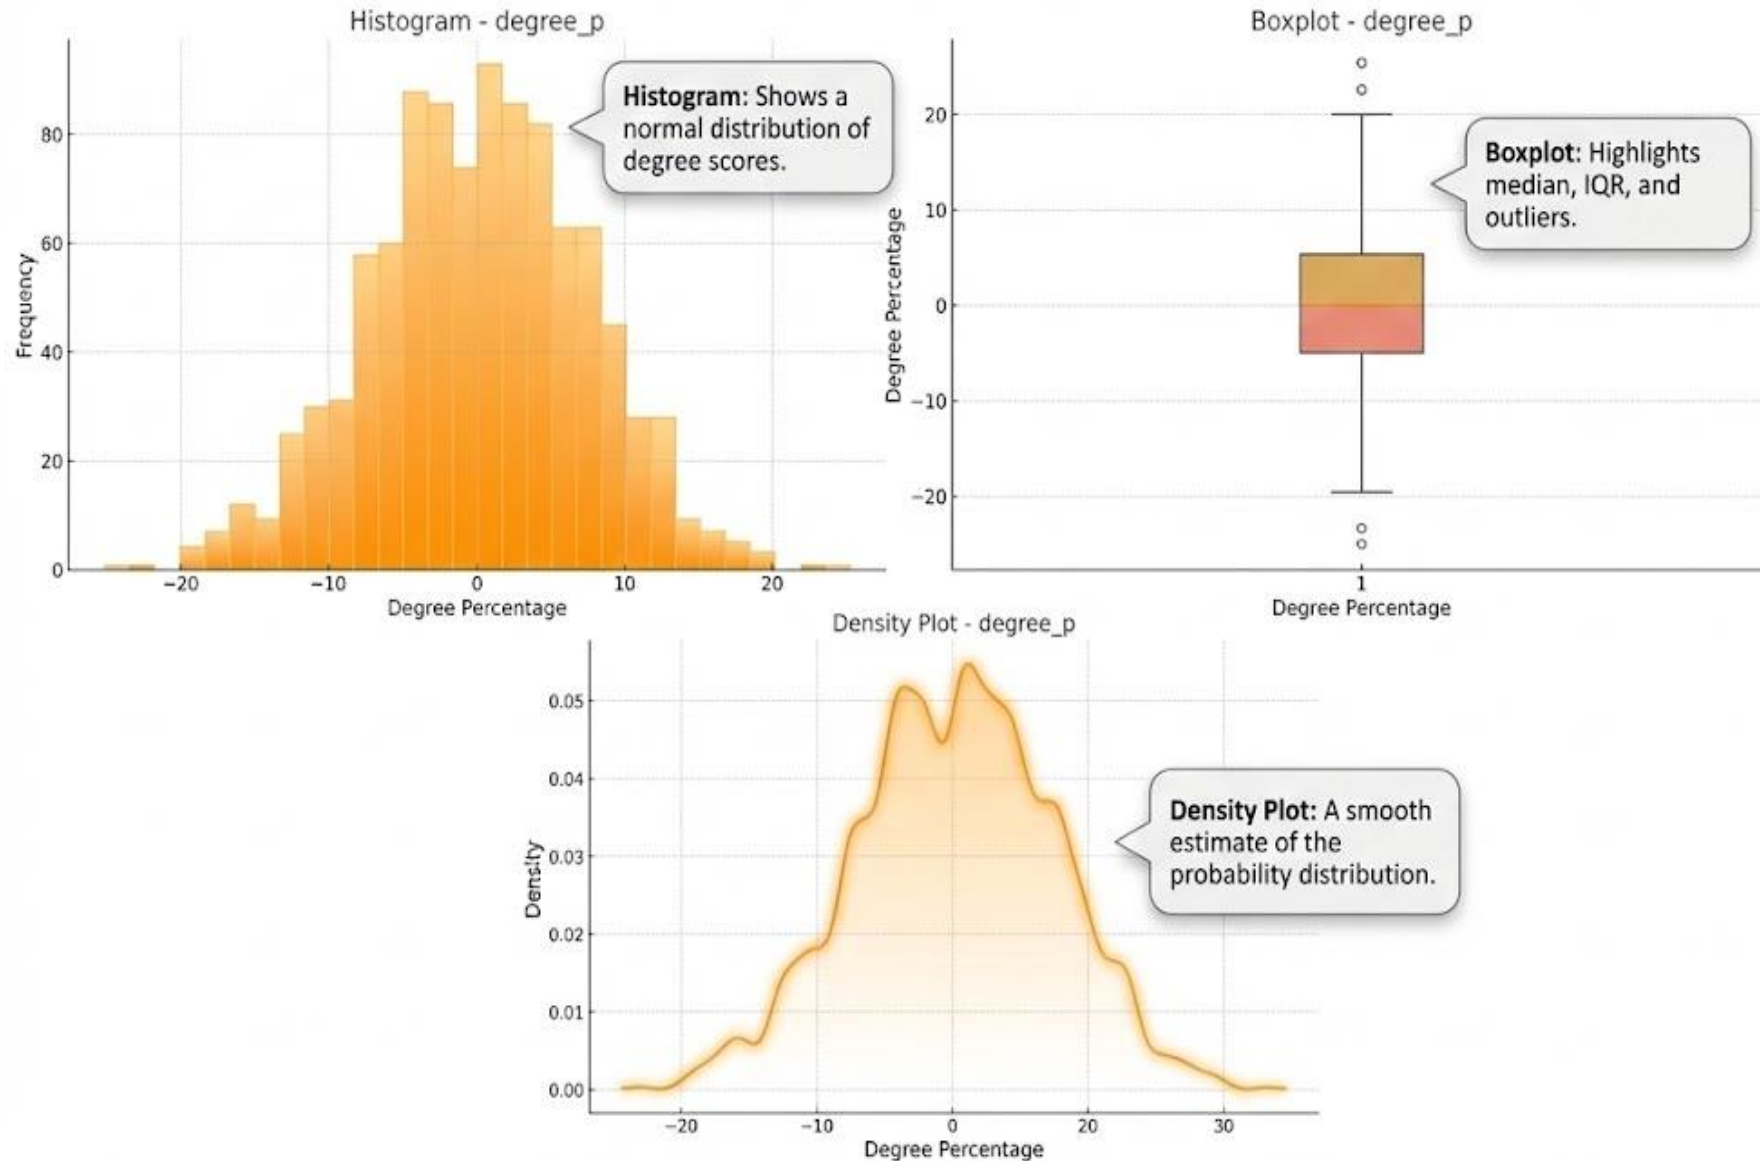 Histogram - degree_p
Histogram: Shows a
normal distribution of
degree scores.
Frequency
80
60
40
20
0
−20
−10
0
10
20
Degree Percentage
Boxplot - degree_p
Boxplot: Highlights
median, IQR, and
outliers.
Degree Percentage
20
10
0
−10
−20
1
Degree Percentage
Density Plot - degree_p
Density Plot: A smooth
estimate of the
probability distribution.
Density
0.05
0.04
0.03
0.02
0.01
0.00
−20
−10
0
20
30
Degree Percentage